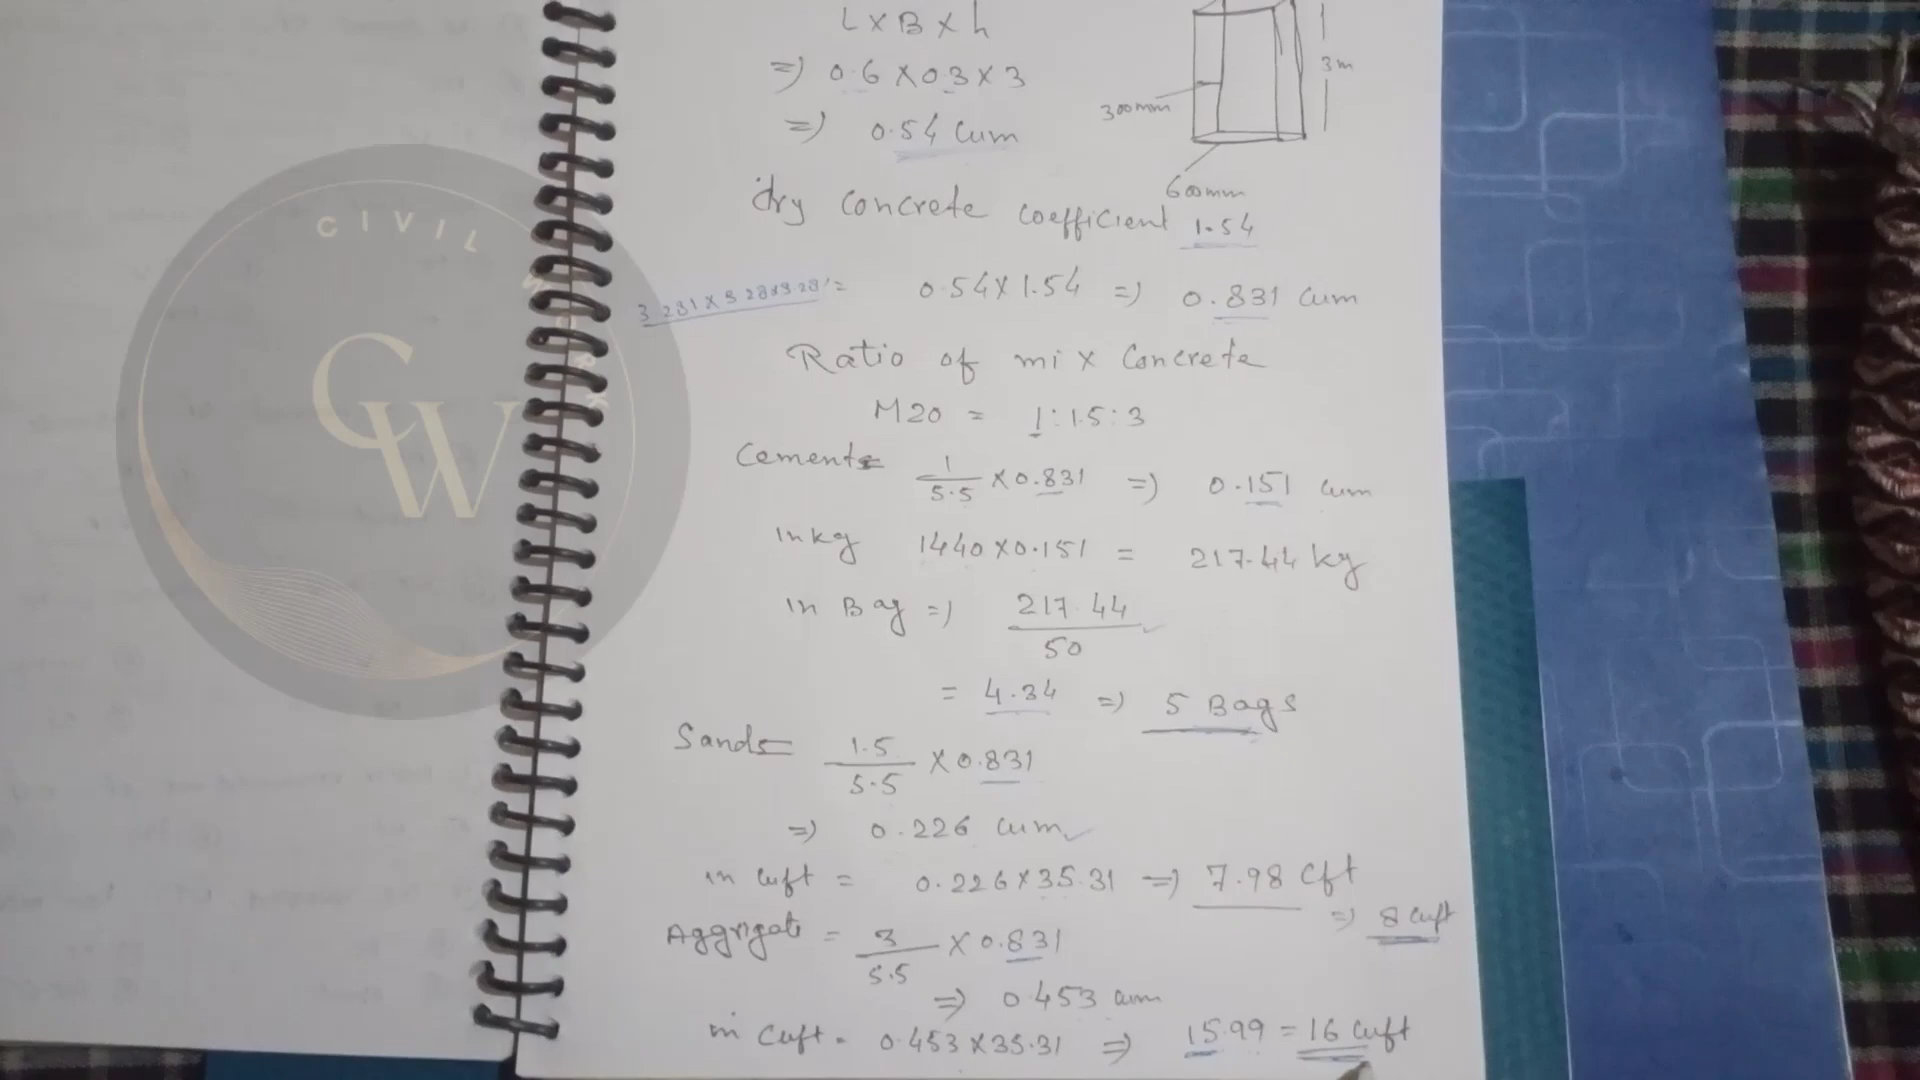 L x B x h
=) 0.6 x 0.3 x 3
=) 0.54 Cum
3m
300mm
600mm
dry concrete coefficient 1.54
0.54 x 1.54 =) 0.831 Cum
Ratio of mix Concrete
M20 = 1:1.5:3
Cement = 1/5.5 x 0.831 =) 0.151 Cum
In kg 1440 x 0.151 = 217.44 kg
In Bag =) 217.44/50
= 4.34 =) 5 Bags
Sand = 1.5/5.5 x 0.831
=) 0.226 Cum
in Cuft = 0.226 x 35.31 =) 7.98 Cft
=) 8 Cuft
Aggrigate = 3/5.5 x 0.831
=) 0.453 Cum
in Cuft = 0.453 x 35.31 =) 15.99 = 16 Cuft
CIVIL
CW